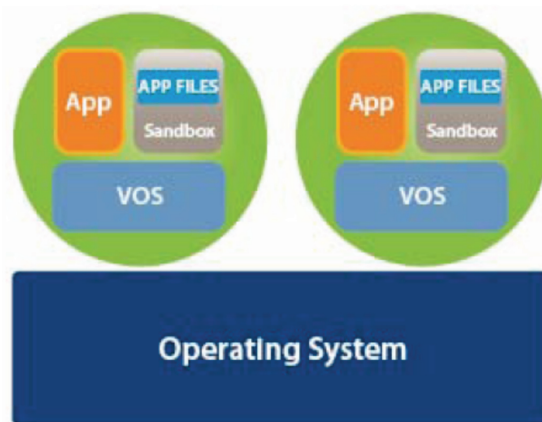 App
APP FILES
Sandbox
VOS
App
APP FILES
Sandbox
VOS
Operating System